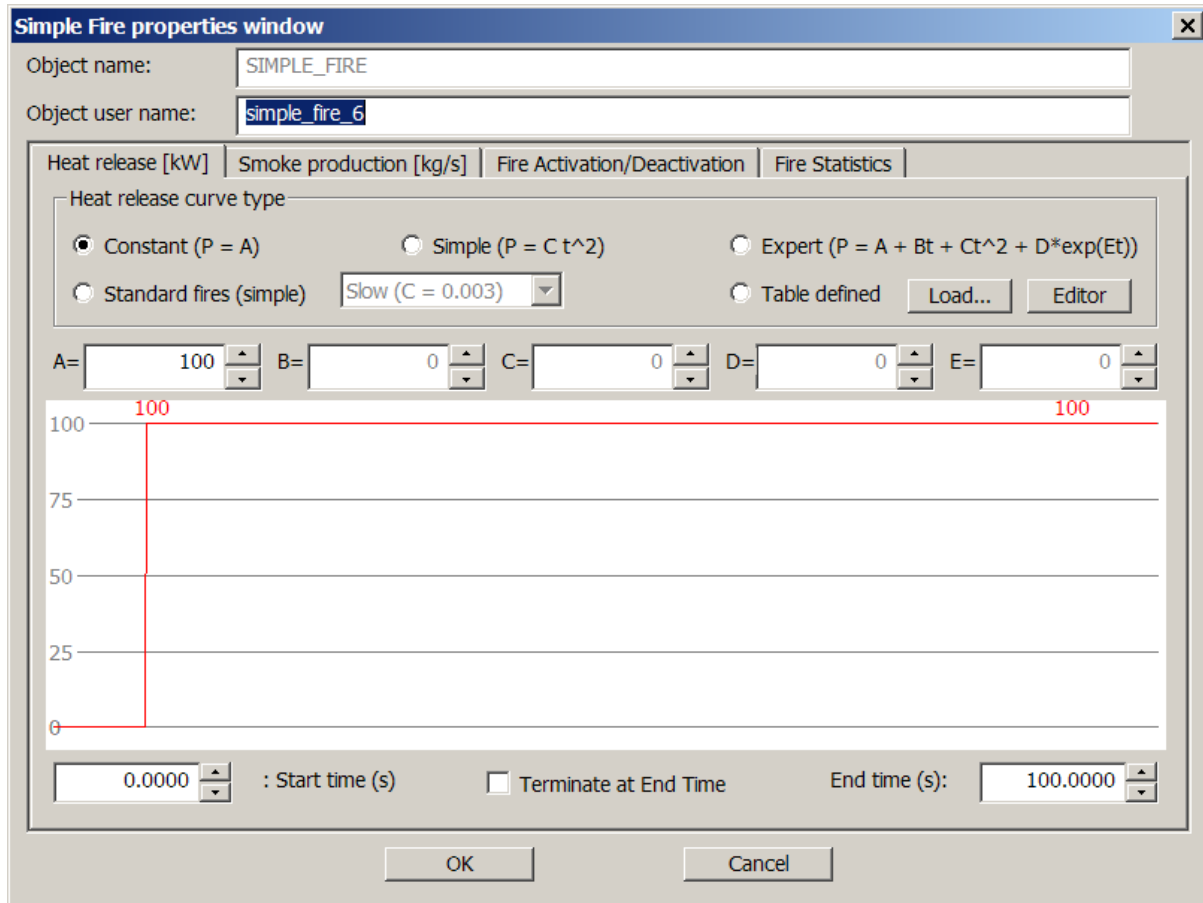 Simple Fire properties window
Object name: SIMPLE_FIRE
Object user name: simple_fire_6
Heat release [kW] Smoke production [kg/s] Fire Activation/Deactivation Fire Statistics
Heat release curve type
Constant (P = A) Simple (P = C t^2) Expert (P = A + Bt + Ct^2 + D*exp(Et))
Standard fires (simple) Slow (C = 0.003) Table defined Load... Editor
A= 100 B= 0 C= 0 D= 0 E= 0
100 100
100
75
50
25
0
0.0000 : Start time (s) Terminate at End Time End time (s): 100.0000
OK Cancel